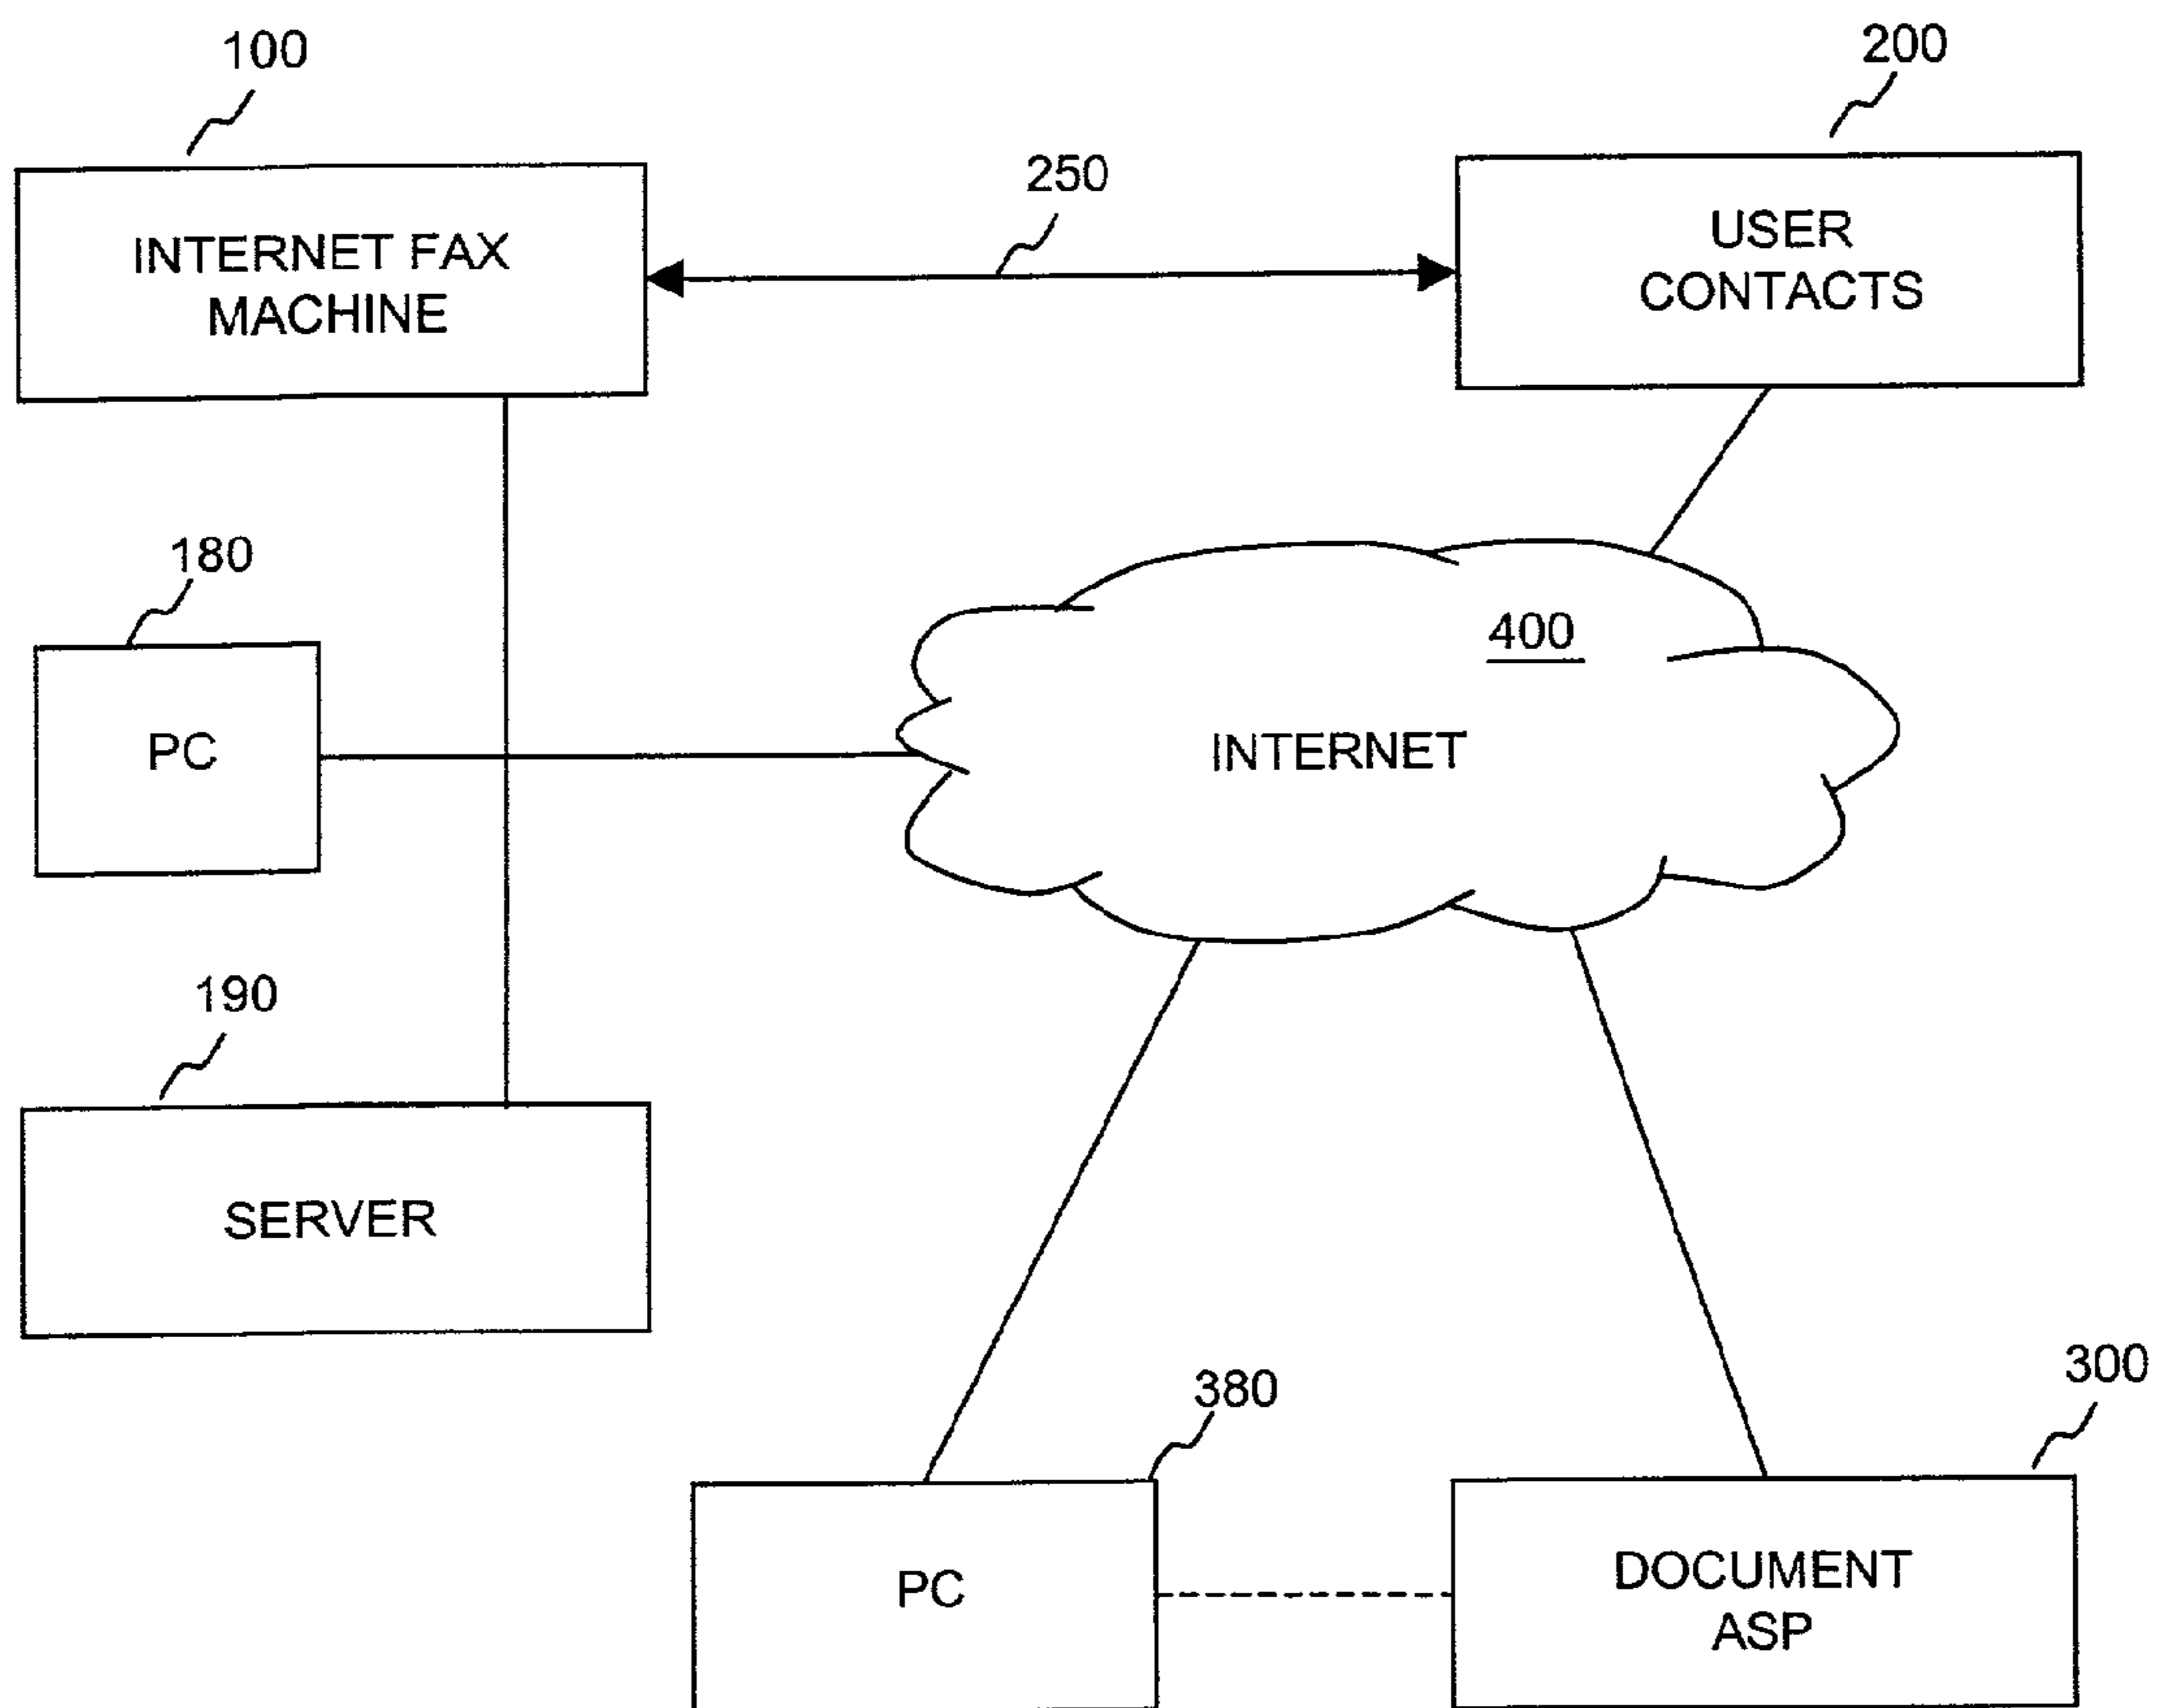 100
200
250
INTERNET FAX
MACHINE
USER
CONTACTS
180
400
PC
INTERNET
190
SERVER
380
300
PC
DOCUMENT
ASP